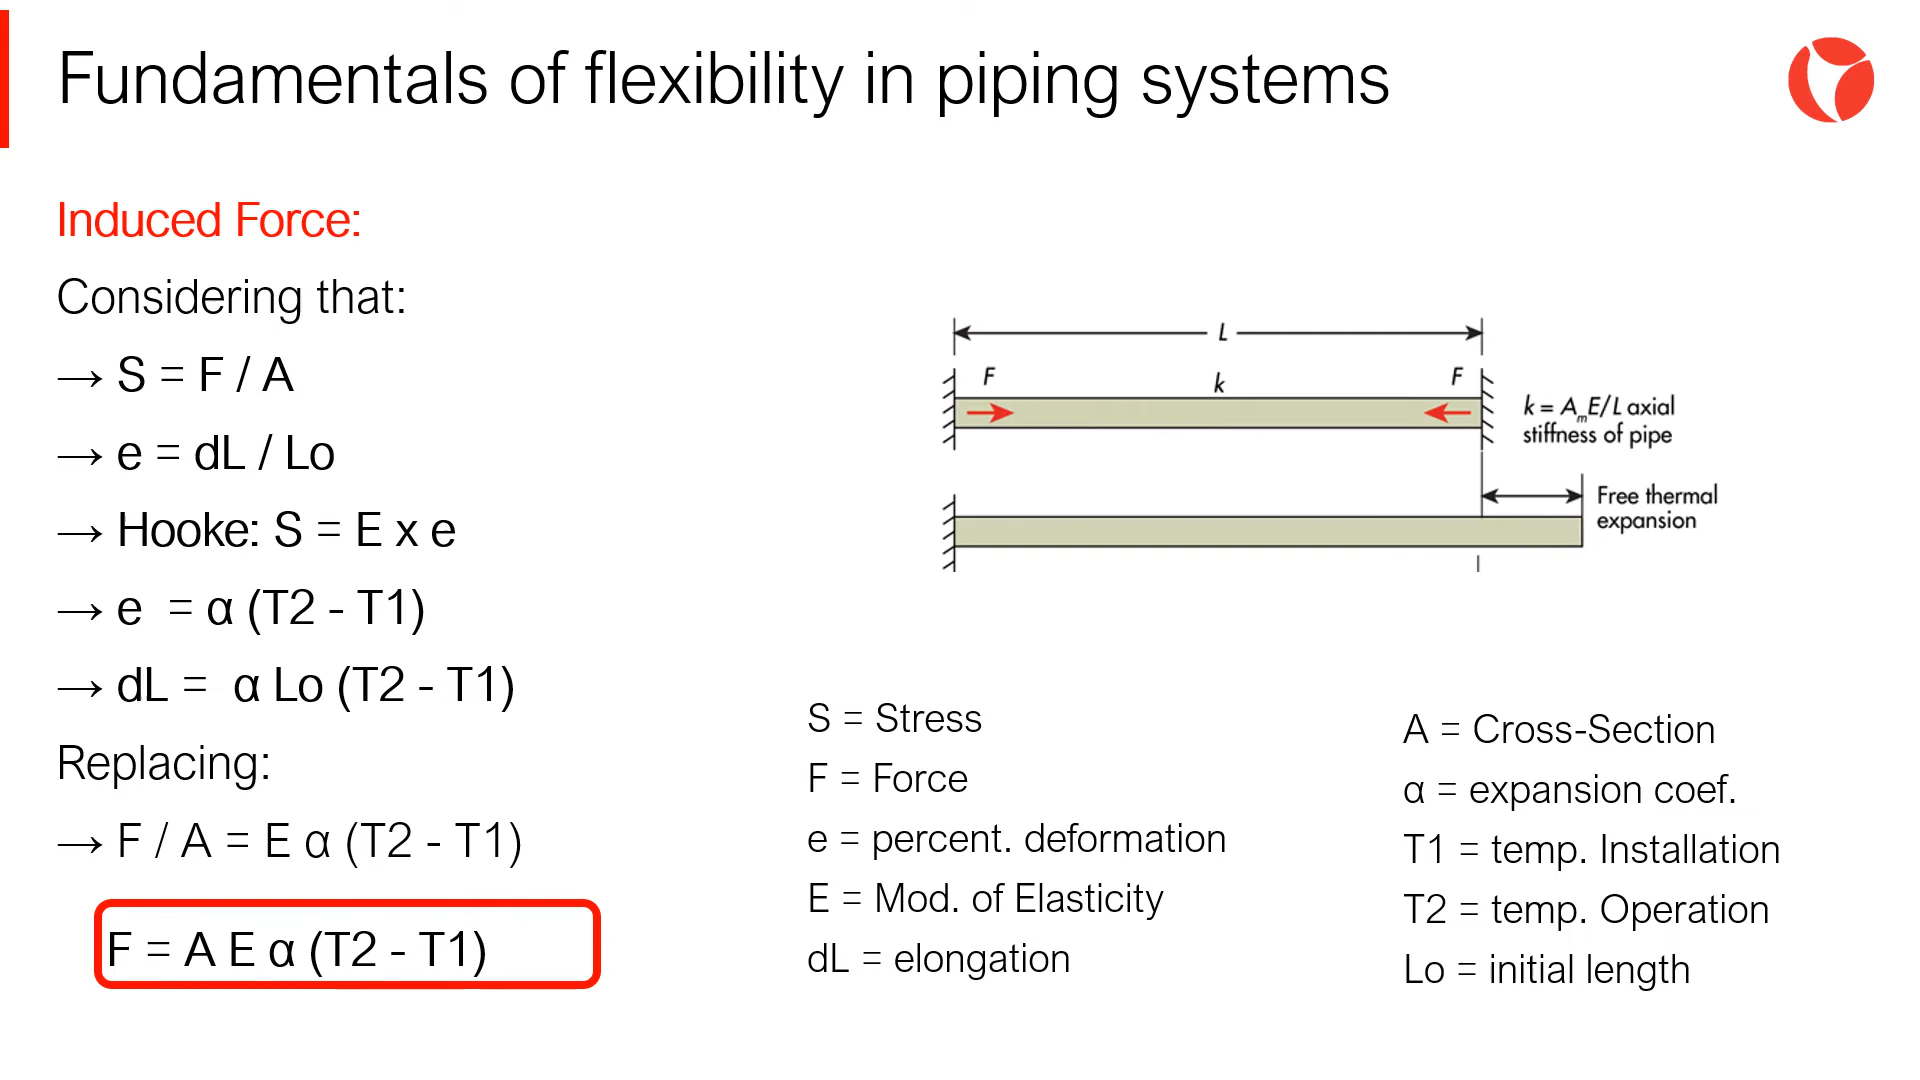 Fundamentals of flexibility in piping systems
Induced Force:
Considering that:
→ S = F / A
→ e = dL / Lo
→ Hooke: S = E x e
→ e  = α (T2 - T1)
→ dL =  α Lo (T2 - T1)
Replacing:
→ F / A = E α (T2 - T1)
F = A E α (T2 - T1)
L
F
k
F
k = AmE/L axial
stiffness of pipe
Free thermal
expansion
S = Stress
F = Force
e = percent. deformation
E = Mod. of Elasticity
dL = elongation
A = Cross-Section
α = expansion coef.
T1 = temp. Installation
T2 = temp. Operation
Lo = initial length